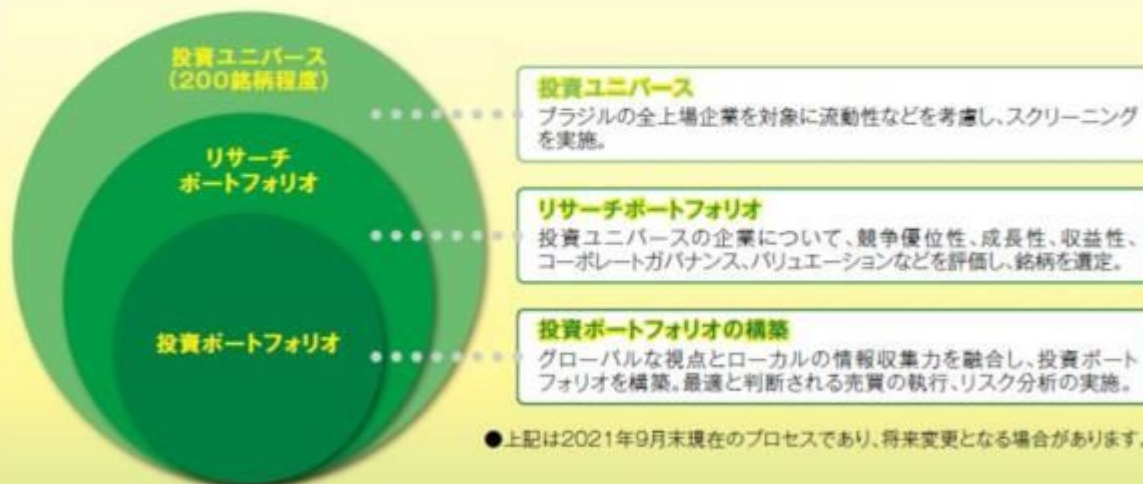 投資ユニバース
(200銘柄程度)
リサーチ
ポートフォリオ
投資ポートフォリオ
投資ユニバース
ブラジルの全上場企業を対象に流動性などを考慮し、スクリーニング
を実施。
リサーチポートフォリオ
投資ユニバースの企業について、競争優位性、成長性、収益性、
コーポレートガバナンス、バリュエーションなどを評価し、銘柄を選定。
投資ポートフォリオの構築
グローバルな視点とローカルの情報収集力を融合し、投資ポート
フォリオを構築。最適と判断される売買の執行、リスク分析の実施。
●上記は2021年9月末現在のプロセスであり、将来変更となる場合があります。